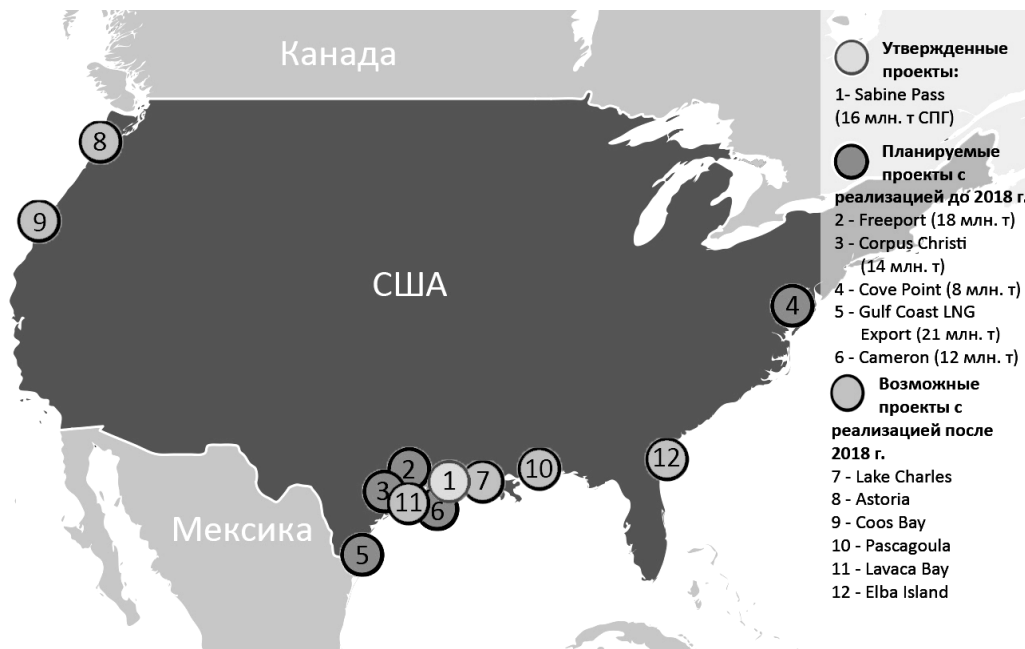 Канада
США
Мексика
8
9
4
2
3
1
7
11
6
10
12
5
Утвержденные
проекты:
1- Sabine Pass
(16 млн. т СПГ)
Планируемые
проекты с
реализацией до 2018 г.
2 - Freeport (18 млн. т)
3 - Corpus Christi
(14 млн. т)
4 - Cove Point (8 млн. т)
5 - Gulf Coast LNG
Export (21 млн. т)
6 - Cameron (12 млн. т)
Возможные
проекты с
реализацией после
2018 г.
7 - Lake Charles
8 - Astoria
9 - Coos Bay
10 - Pascagoula
11 - Lavaca Bay
12 - Elba Island